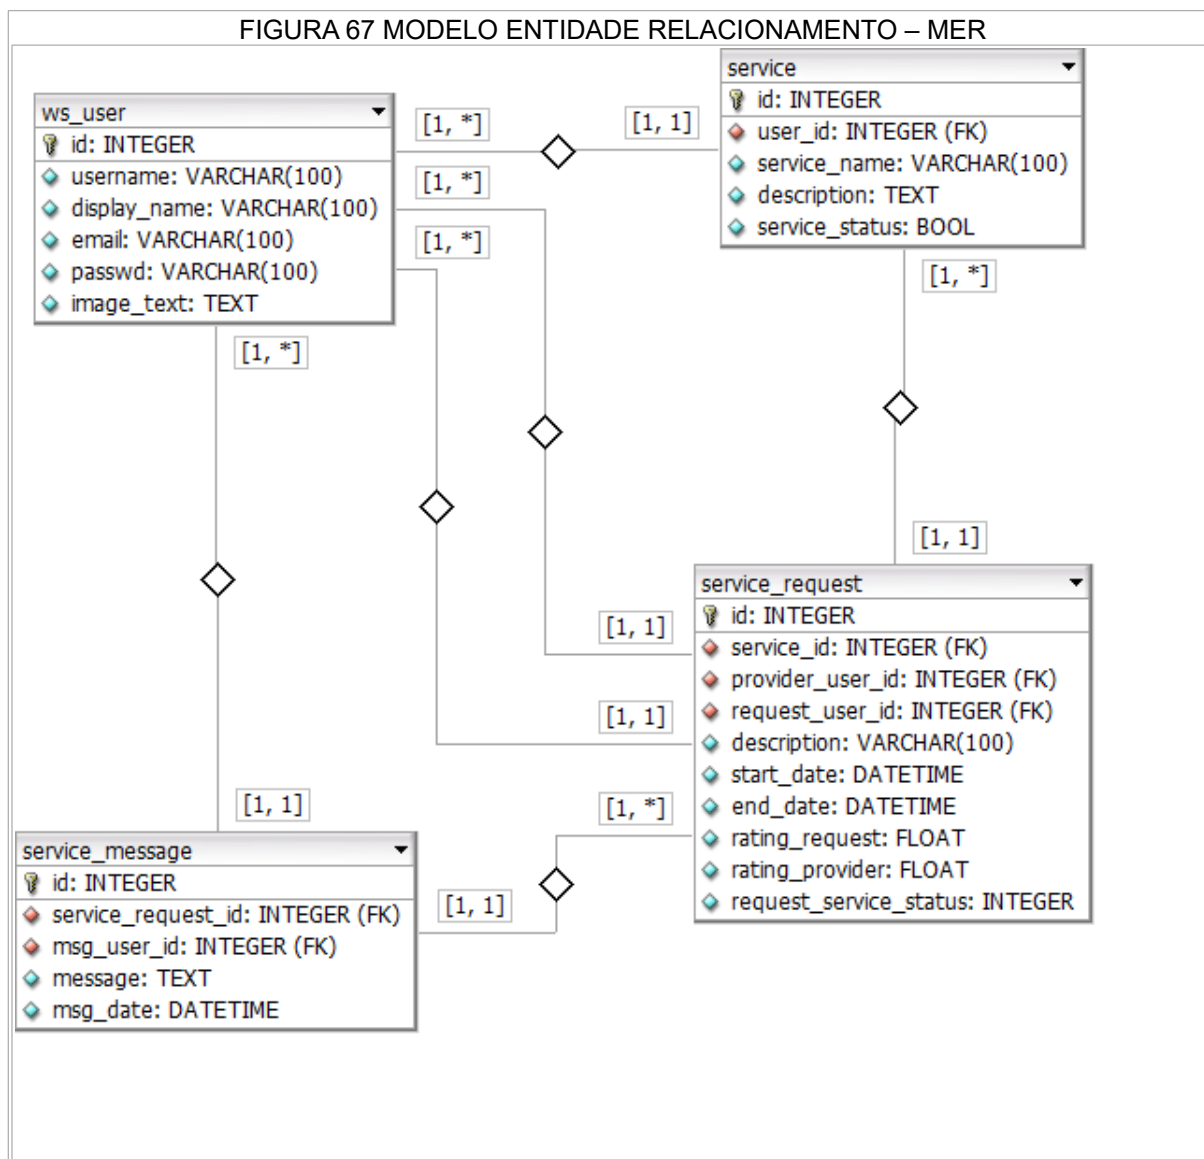 FIGURA 67 MODELO ENTIDADE RELACIONAMENTO – MER
ws_user
id: INTEGER
username: VARCHAR(100)
display_name: VARCHAR(100)
email: VARCHAR(100)
passwd: VARCHAR(100)
image_text: TEXT
[1, *]
[1, *]
[1, *]
[1, *]
[1, 1]
service
id: INTEGER
user_id: INTEGER (FK)
service_name: VARCHAR(100)
description: TEXT
service_status: BOOL
[1, *]
[1, 1]
[1, 1]
[1, 1]
[1, *]
service_request
id: INTEGER
service_id: INTEGER (FK)
provider_user_id: INTEGER (FK)
request_user_id: INTEGER (FK)
description: VARCHAR(100)
start_date: DATETIME
end_date: DATETIME
rating_request: FLOAT
rating_provider: FLOAT
request_service_status: INTEGER
[1, 1]
service_message
id: INTEGER
service_request_id: INTEGER (FK)
msg_user_id: INTEGER (FK)
message: TEXT
msg_date: DATETIME
[1, 1]